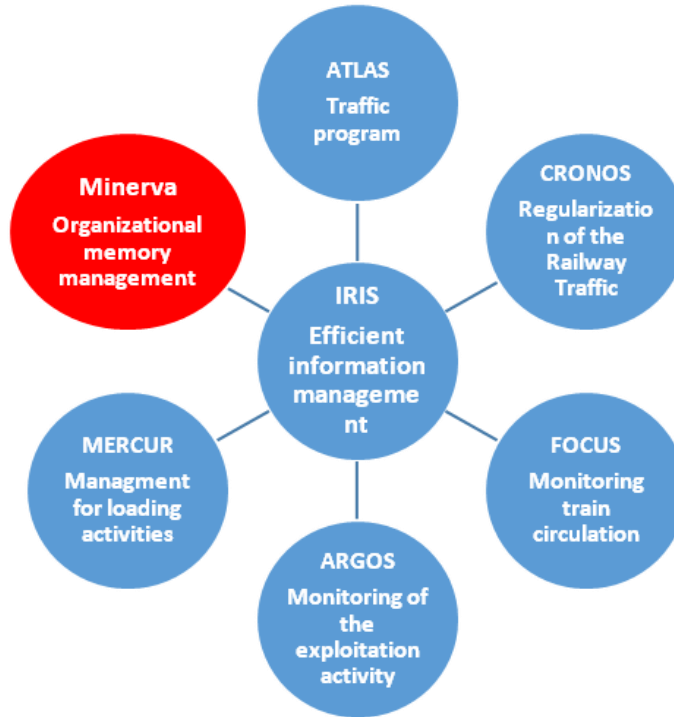 ATLAS
Traffic
program
CRONOS
Regularizatio
n of the
Railway
Traffic
Minerva
Organizational
memory
management
IRIS
Efficient
information
manageme
nt
MERCUR
Managment
for loading
activities
FOCUS
Monitoring
train
circulation
ARGOS
Monitoring of
the
exploitation
activity